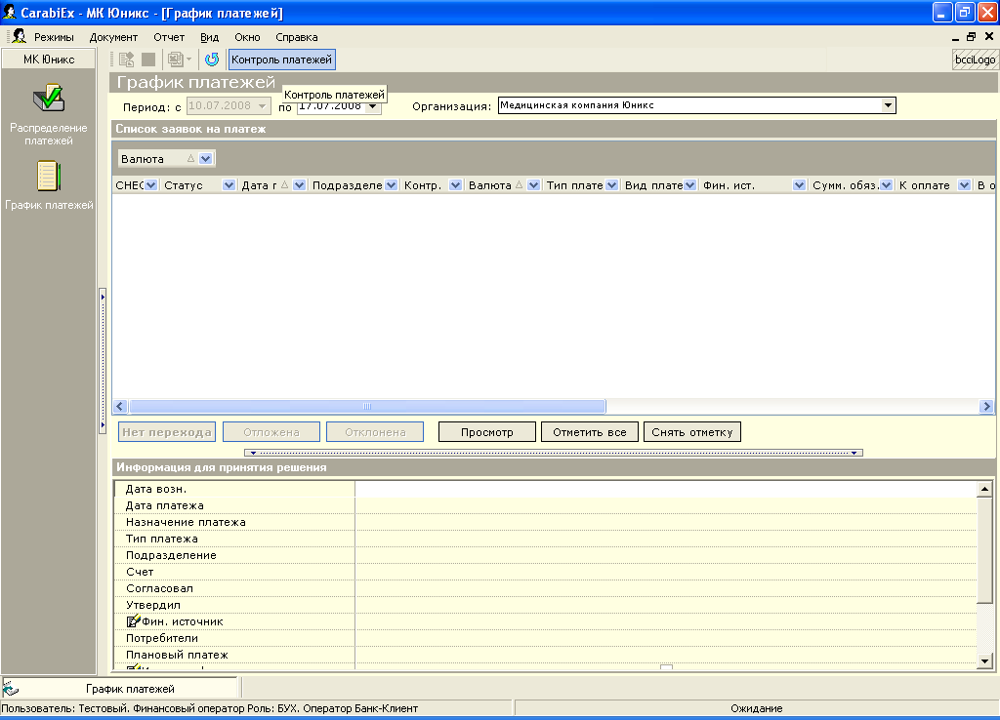 CarabiEx - МК Юникс - [График платежей]
Режимы Документ Отчет Вид Окно Справка
МК Юникс Контроль платежей bcciLogo
График платежей
Контроль платежей
Период: с 10.07.2008 по 17.07.2008 Организация: Медицинская компания Юникс
Распределение
платежей
График платежей
Список заявок на платеж
Валюта
Статус Дата Подразделе Контр. Валюта Тип плате Вид плате Фин. ист. Сумм. обяз. К оплате В о
Нет перехода Отложена Отклонена Просмотр Отметить все Снять отметку
Информация для принятия решения
Дата возн.
Дата платежа
Назначение платежа
Тип платежа
Подразделение
Счет
Согласовал
Утвердил
Фин. источник
Потребители
Плановый платеж
График платежей
Пользователь: Тестовый. Финансовый оператор Роль: БУХ. Оператор Банк-Клиент Ожидание